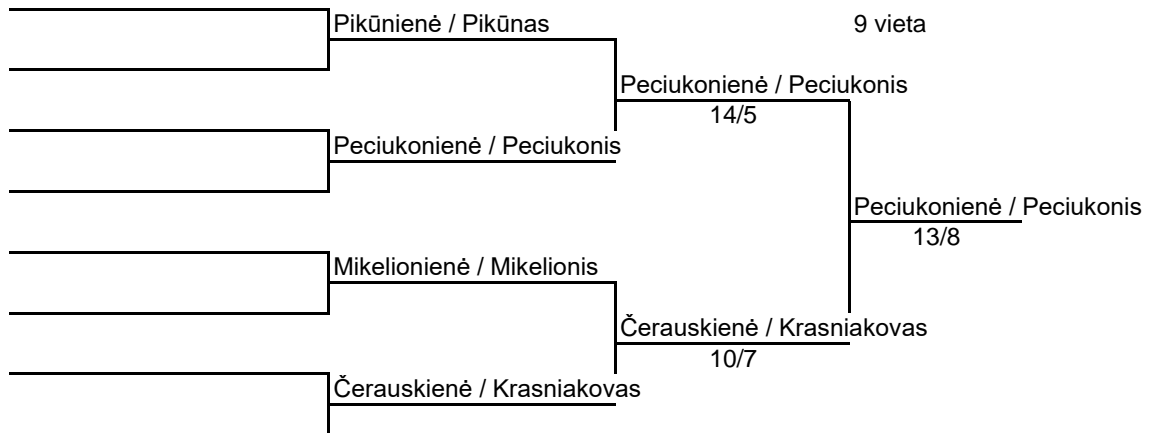 Pikūnienė / Pikūnas
9 vieta
Peciukonienė / Peciukonis
14/5
Peciukonienė / Peciukonis
Peciukonienė / Peciukonis
13/8
Mikelionienė / Mikelionis
Čerauskienė / Krasniakovas
10/7
Čerauskienė / Krasniakovas